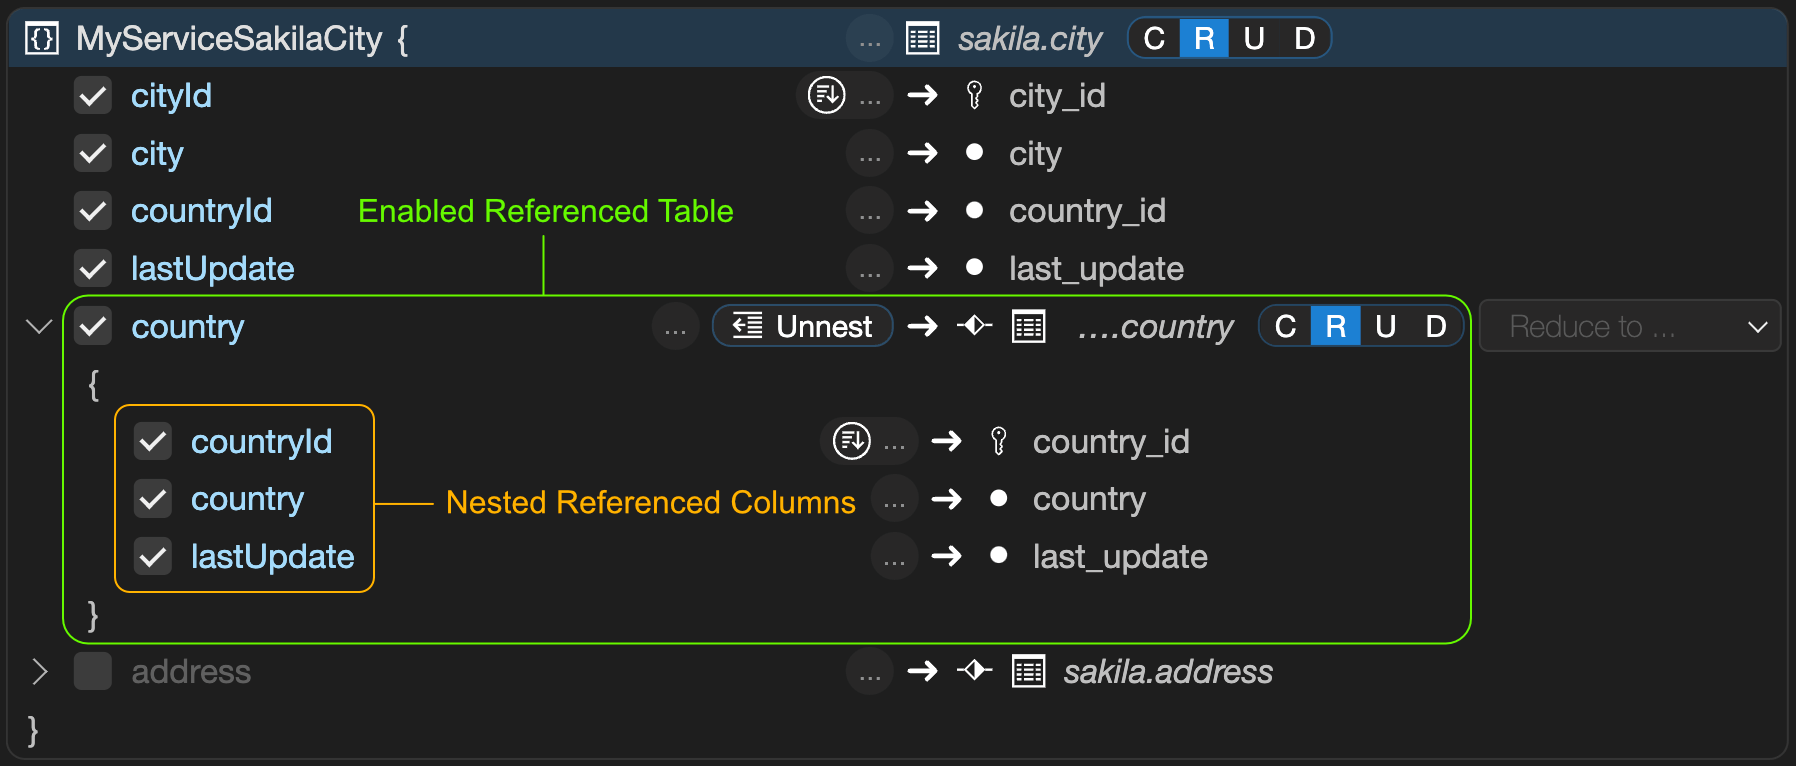 {} MyServiceSakilaCity { ... sakila.city C R U D
cityId ... city_id
city ... city
countryId Enabled Referenced Table ... country_id
lastUpdate ... last_update
country ... Unnest ....country C R U D Reduce to ...
{
countryId ... country_id
country Nested Referenced Columns ... country
lastUpdate ... last_update
}
address ... sakila.address
}